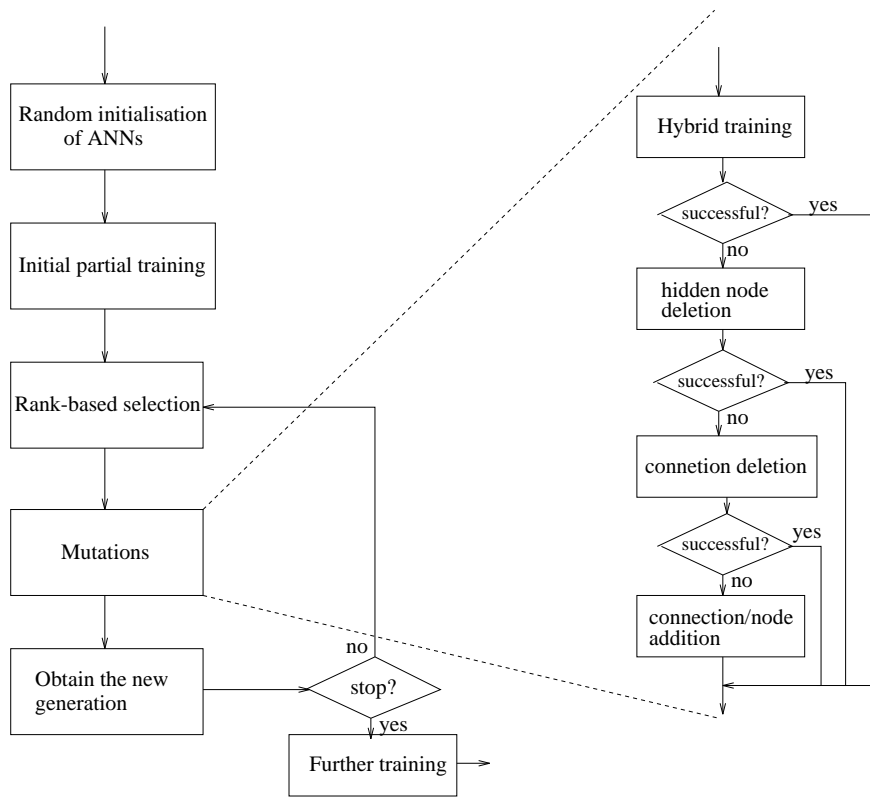 Random initialisation
of ANNs
Initial partial training
Rank-based selection
Mutations
Obtain the new
generation
no
stop?
yes
Further training
Hybrid training
successful?
yes
no
hidden node
deletion
successful?
yes
no
connetion deletion
successful?
yes
no
connection/node
addition